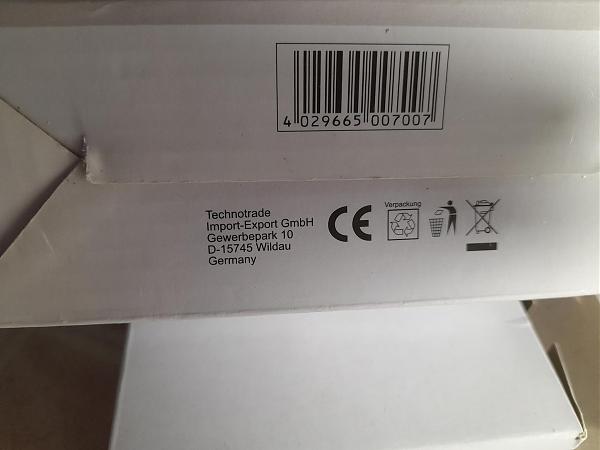 4 029665 007007
Technotrade
Import-Export GmbH
Gewerbepark 10
D-15745 Wildau
Germany
CE
Verpackung